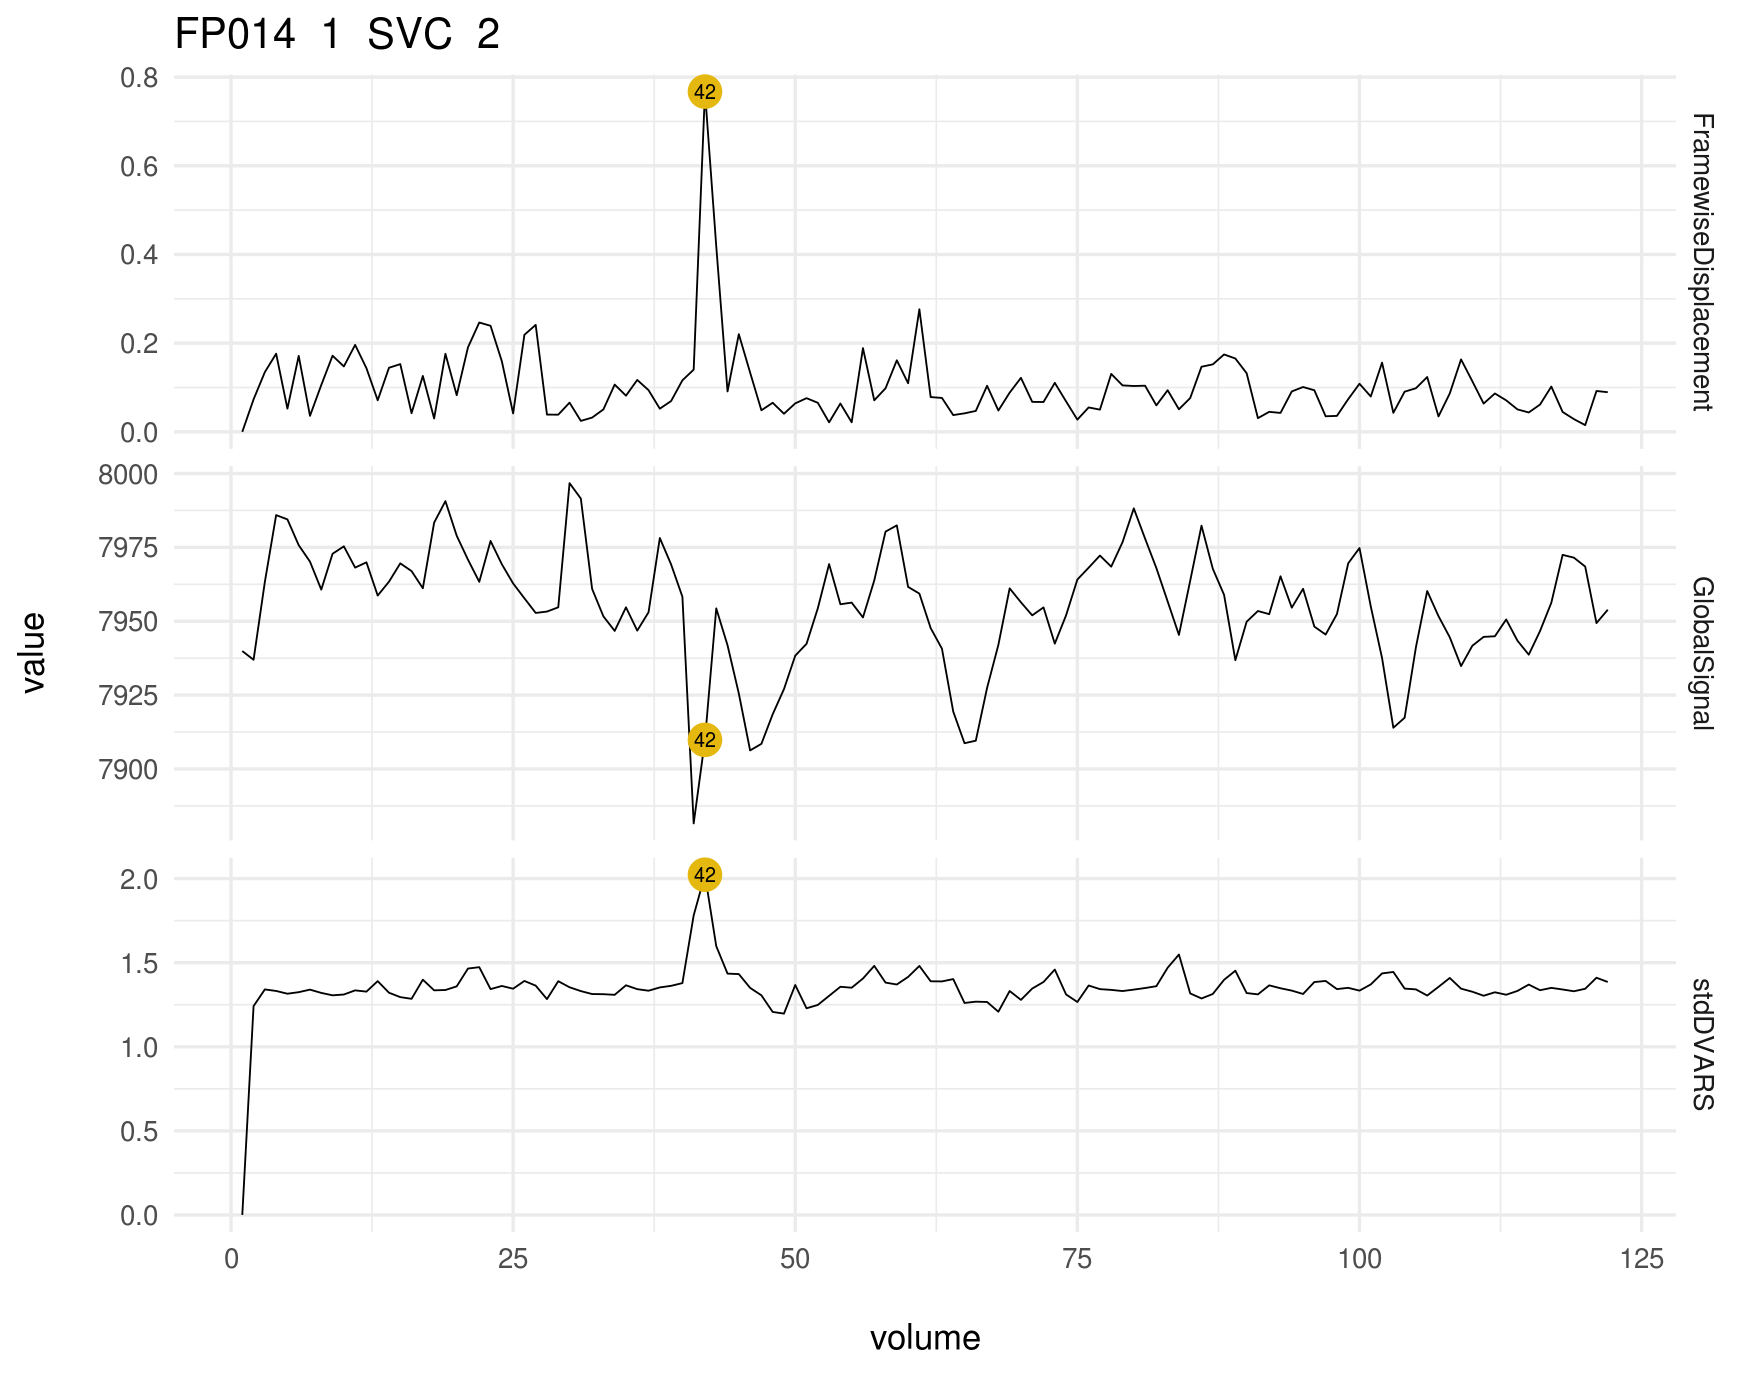 FP014 1 SVC 2
0.8
0.6
0.4
0.2
0.0
42
FramewiseDisplacement
8000
7975
7950
7925
7900
42
GlobalSignal
value
2.0
1.5
1.0
0.5
0.0
42
stdDVARS
0 25 50 75 100 125
volume